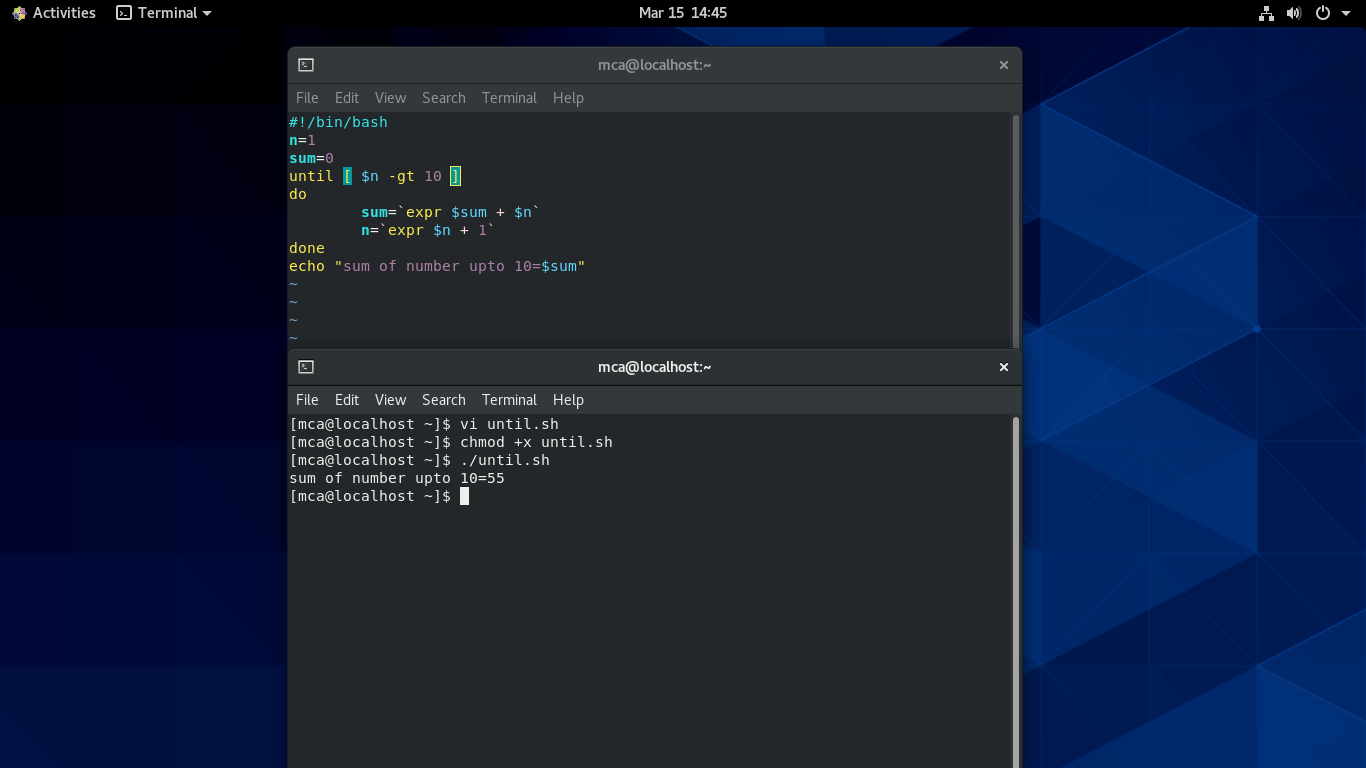 Activities Terminal Mar 15 14:45
mca@localhost:~
File Edit View Search Terminal Help
#!/bin/bash
n=1
sum=0
until [ $n -gt 10 ]
do
        sum=`expr $sum + $n`
        n=`expr $n + 1`
done
echo "sum of number upto 10=$sum"
~
~
~
~
mca@localhost:~
File Edit View Search Terminal Help
[mca@localhost ~]$ vi until.sh
[mca@localhost ~]$ chmod +x until.sh
[mca@localhost ~]$ ./until.sh
sum of number upto 10=55
[mca@localhost ~]$